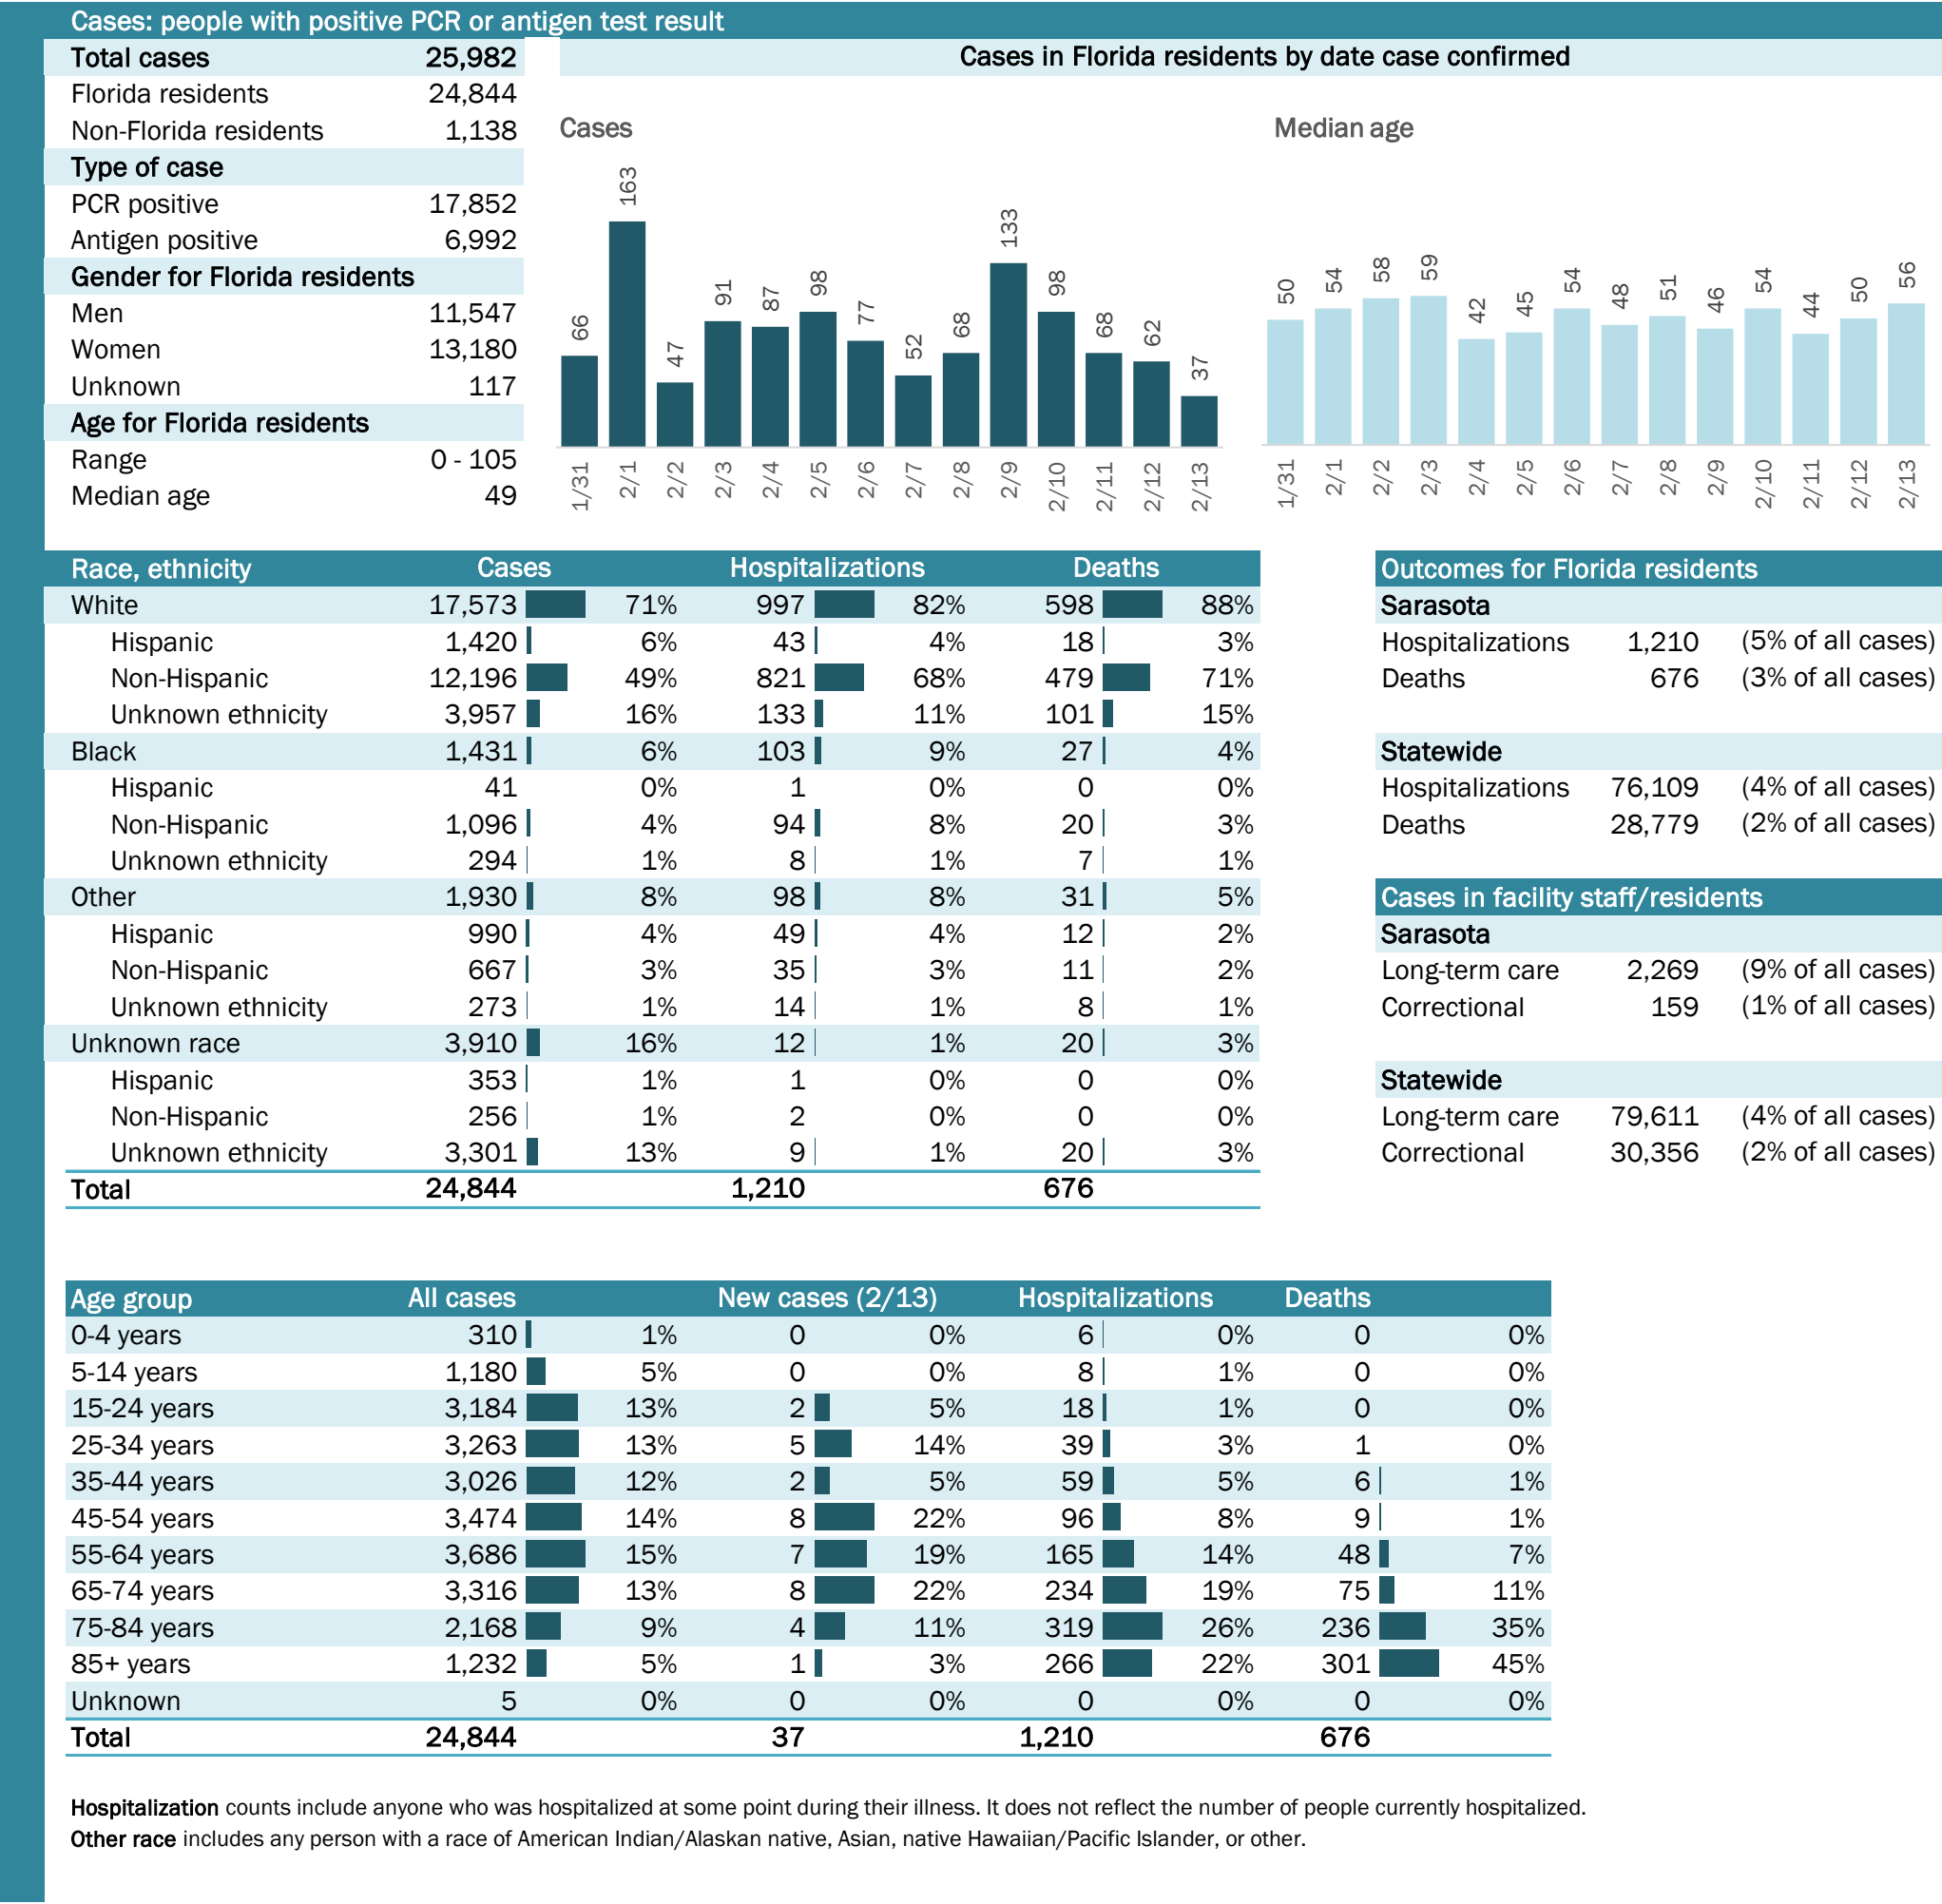 Cases: people with positive PCR or antigen test result
Total cases 25,982
Florida residents 24,844
Non-Florida residents 1,138
Type of case
PCR positive 17,852
Antigen positive 6,992
Gender for Florida residents
Men 11,547
Women 13,180
Unknown 117
Age for Florida residents
Range 0 - 105
Median age 49
Cases in Florida residents by date case confirmed
Cases
66 163 47 91 87 98 77 52 68 133 98 68 62 37
1/31 2/1 2/2 2/3 2/4 2/5 2/6 2/7 2/8 2/9 2/10 2/11 2/12 2/13
Median age
50 54 58 59 42 45 54 48 51 46 54 44 50 56
1/31 2/1 2/2 2/3 2/4 2/5 2/6 2/7 2/8 2/9 2/10 2/11 2/12 2/13
Race, ethnicity Cases Hospitalizations Deaths
White 17,573 71% 997 82% 598 88%
Hispanic 1,420 6% 43 4% 18 3%
Non-Hispanic 12,196 49% 821 68% 479 71%
Unknown ethnicity 3,957 16% 133 11% 101 15%
Black 1,431 6% 103 9% 27 4%
Hispanic 41 0% 1 0% 0 0%
Non-Hispanic 1,096 4% 94 8% 20 3%
Unknown ethnicity 294 1% 8 1% 7 1%
Other 1,930 8% 98 8% 31 5%
Hispanic 990 4% 49 4% 12 2%
Non-Hispanic 667 3% 35 3% 11 2%
Unknown ethnicity 273 1% 14 1% 8 1%
Unknown race 3,910 16% 12 1% 20 3%
Hispanic 353 1% 1 0% 0 0%
Non-Hispanic 256 1% 2 0% 0 0%
Unknown ethnicity 3,301 13% 9 1% 20 3%
Total 24,844 1,210 676
Outcomes for Florida residents
Sarasota
Hospitalizations 1,210 (5% of all cases)
Deaths 676 (3% of all cases)
Statewide
Hospitalizations 76,109 (4% of all cases)
Deaths 28,779 (2% of all cases)
Cases in facility staff/residents
Sarasota
Long-term care 2,269 (9% of all cases)
Correctional 159 (1% of all cases)
Statewide
Long-term care 79,611 (4% of all cases)
Correctional 30,356 (2% of all cases)
Age group All cases New cases (2/13) Hospitalizations Deaths
0-4 years 310 1% 0 0% 6 0% 0 0%
5-14 years 1,180 5% 0 0% 8 1% 0 0%
15-24 years 3,184 13% 2 5% 18 1% 0 0%
25-34 years 3,263 13% 5 14% 39 3% 1 0%
35-44 years 3,026 12% 2 5% 59 5% 6 1%
45-54 years 3,474 14% 8 22% 96 8% 9 1%
55-64 years 3,686 15% 7 19% 165 14% 48 7%
65-74 years 3,316 13% 8 22% 234 19% 75 11%
75-84 years 2,168 9% 4 11% 319 26% 236 35%
85+ years 1,232 5% 1 3% 266 22% 301 45%
Unknown 5 0% 0 0% 0 0% 0 0%
Total 24,844 37 1,210 676
Hospitalization counts include anyone who was hospitalized at some point during their illness. It does not reflect the number of people currently hospitalized.
Other race includes any person with a race of American Indian/Alaskan native, Asian, native Hawaiian/Pacific Islander, or other.